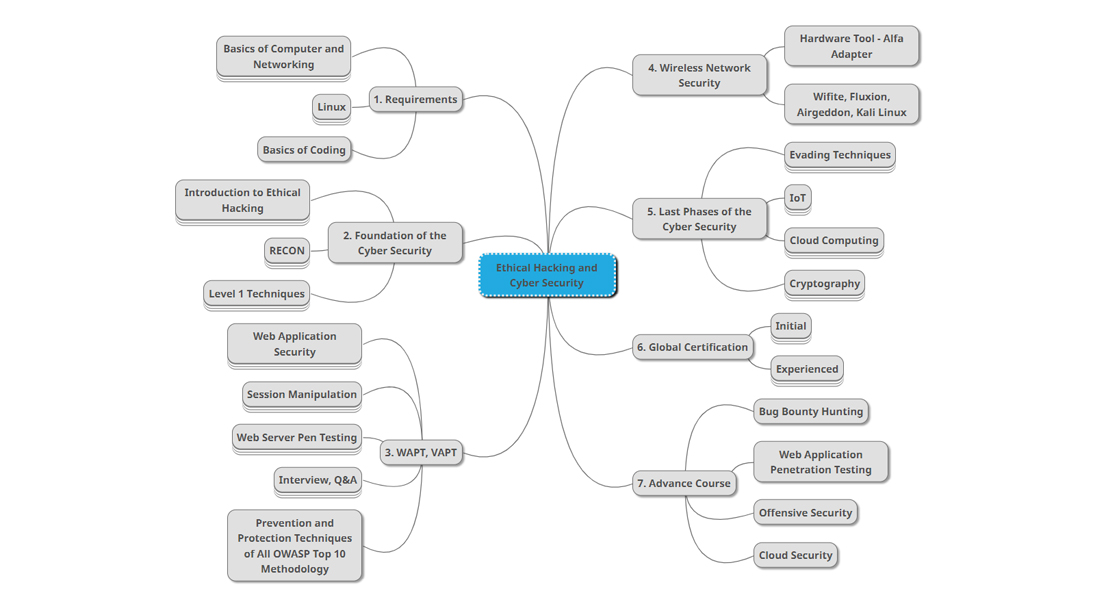 Basics of Computer and
Networking
Linux
Basics of Coding
1. Requirements
Introduction to Ethical
Hacking
RECON
Level 1 Techniques
2. Foundation of the
Cyber Security
Web Application
Security
Session Manipulation
Web Server Pen Testing
Interview, Q&A
Prevention and
Protection Techniques
of All OWASP Top 10
Methodology
3. WAPT, VAPT
Ethical Hacking and
Cyber Security
4. Wireless Network
Security
Hardware Tool - Alfa
Adapter
Wifite, Fluxion,
Airgeddon, Kali Linux
5. Last Phases of the
Cyber Security
Evading Techniques
IoT
Cloud Computing
Cryptography
6. Global Certification
Initial
Experienced
7. Advance Course
Bug Bounty Hunting
Web Application
Penetration Testing
Offensive Security
Cloud Security